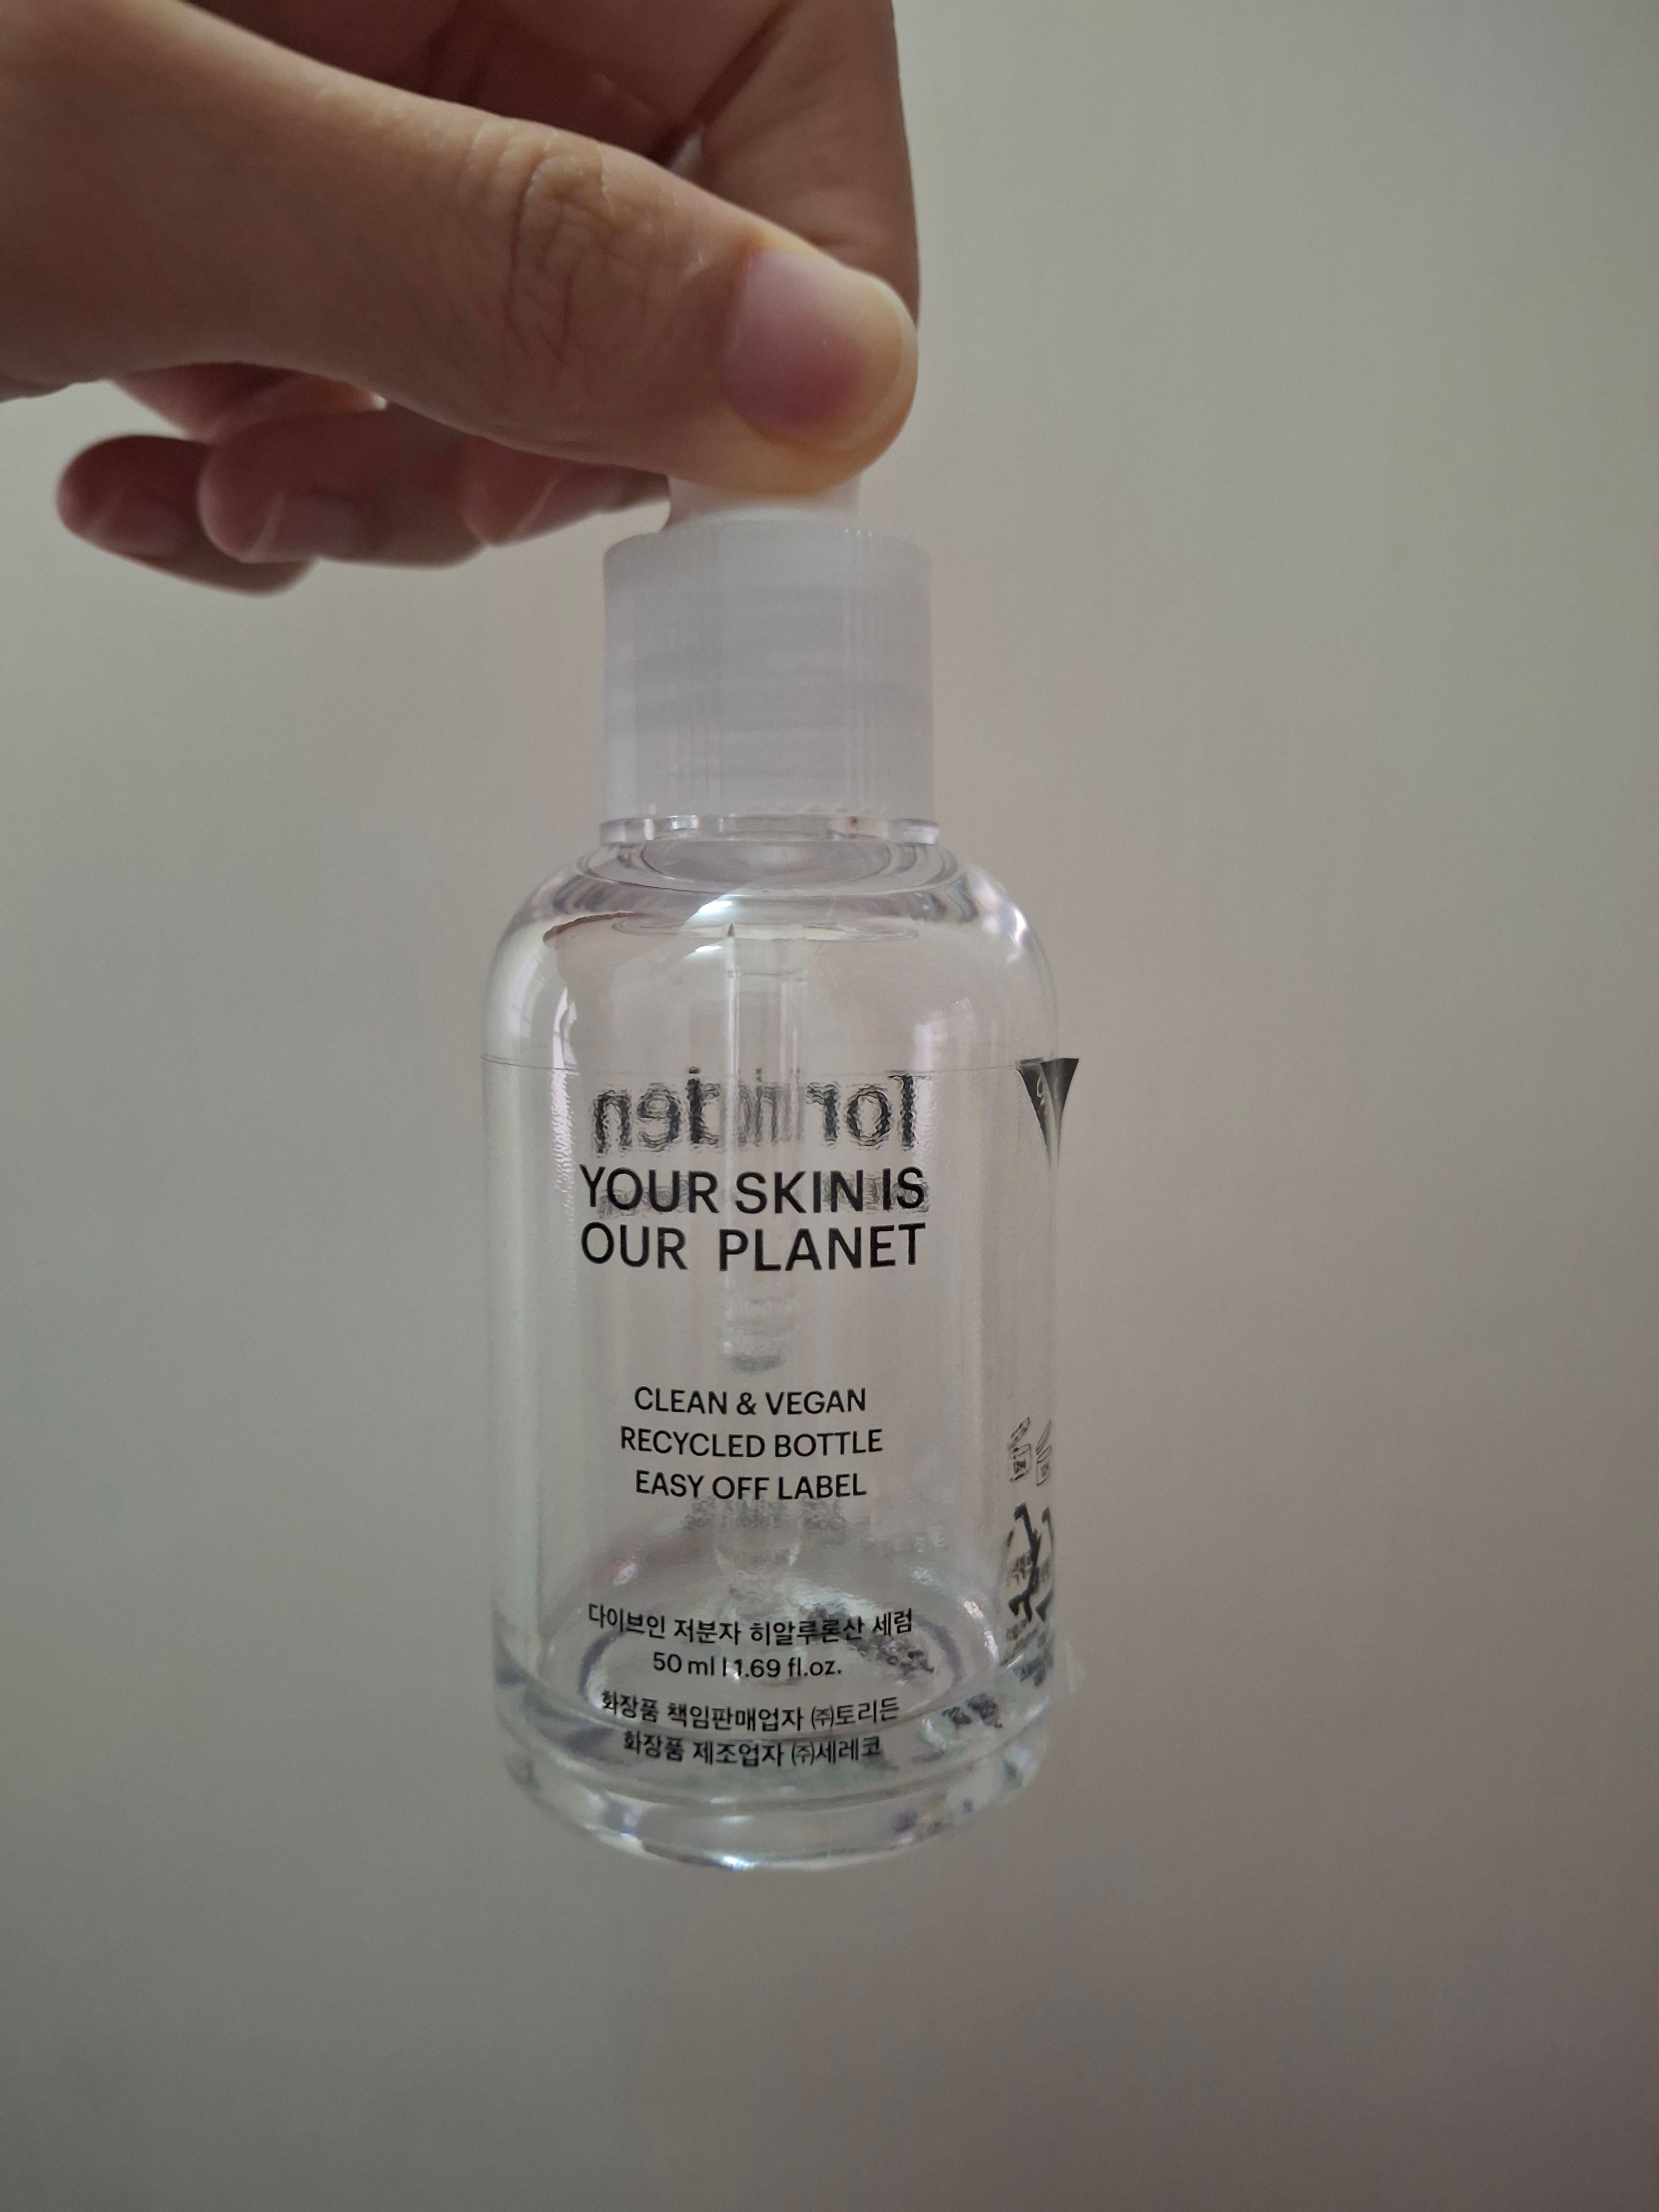 Torriden
YOUR SKIN IS
OUR PLANET
CLEAN & VEGAN
RECYCLED BOTTLE
EASY OFF LABEL
다이브인 저분자 히알루론산 세럼
50 ml | 1.69 fl.oz.
화장품 책임판매업자 ㈜토리든
화장품 제조업자 ㈜세레코